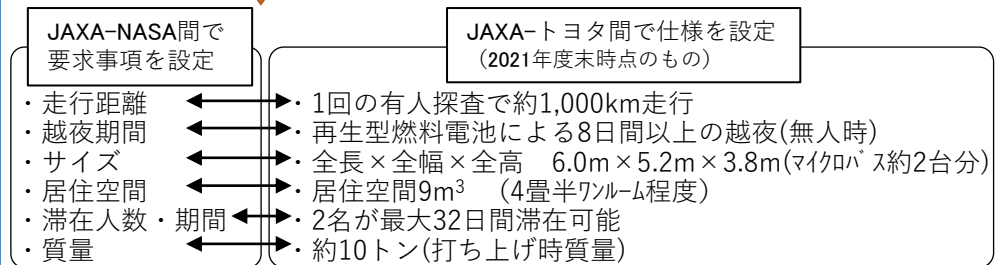 JAXA-NASA間で
要求事項を設定
JAXA-トヨタ間で仕様を設定
（2021年度末時点のもの）
・走行距離 ・1回の有人探査で約1,000km走行
・越夜期間 ・再生型燃料電池による8日間以上の越夜(無人時)
・サイズ ・全長×全幅×全高　6.0m×5.2m×3.8m(ﾏｲｸﾛﾊﾞｽ約2台分)
・居住空間 ・居住空間9m³　（4畳半ﾜﾝﾙｰﾑ程度）
・滞在人数・期間 ・2名が最大32日間滞在可能
・質量 ・約10トン(打ち上げ時質量)